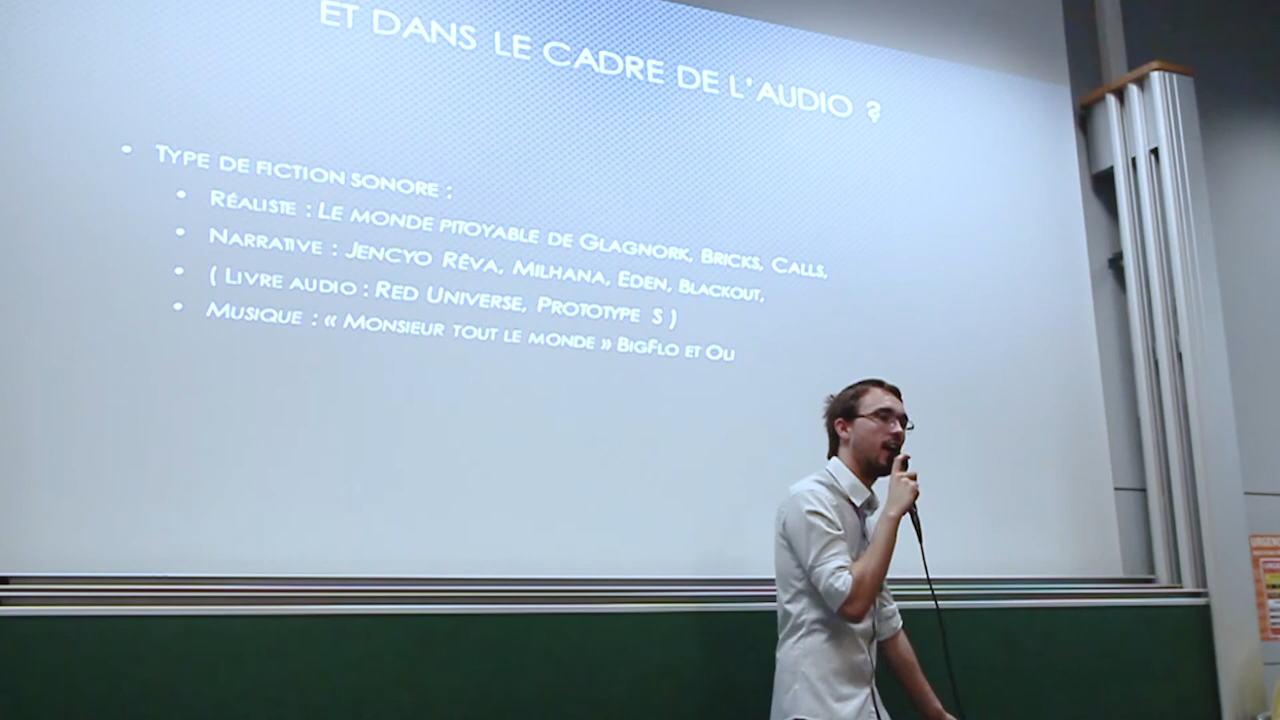 ET DANS LE CADRE DE L'AUDIO ?
• TYPE DE FICTION SONORE :
• RÉALISTE : LE MONDE PITOYABLE DE GLAGNORK, BRICKS, CALLS,
• NARRATIVE : JENCYO RÊVA, MILHANA, EDEN, BLACKOUT,
• ( LIVRE AUDIO : RED UNIVERSE, PROTOTYPE S )
• MUSIQUE : « MONSIEUR TOUT LE MONDE » BIGFLO ET OLI